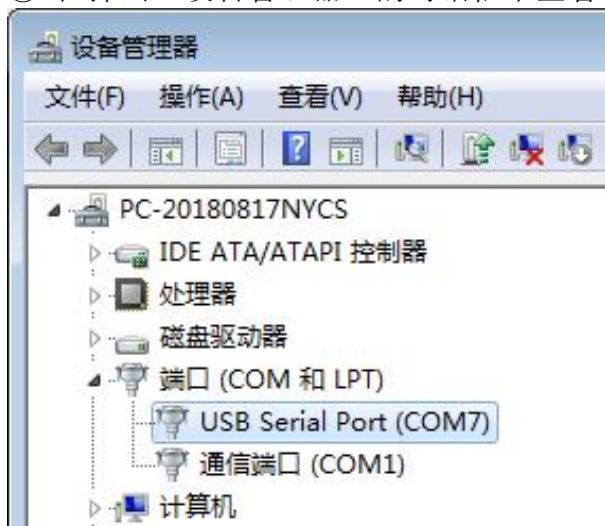 设备管理器
文件(F) 操作(A) 查看(V) 帮助(H)
PC-20180817NYCS
IDE ATA/ATAPI 控制器
处理器
磁盘驱动器
端口 (COM 和 LPT)
USB Serial Port (COM7)
通信端口 (COM1)
计算机